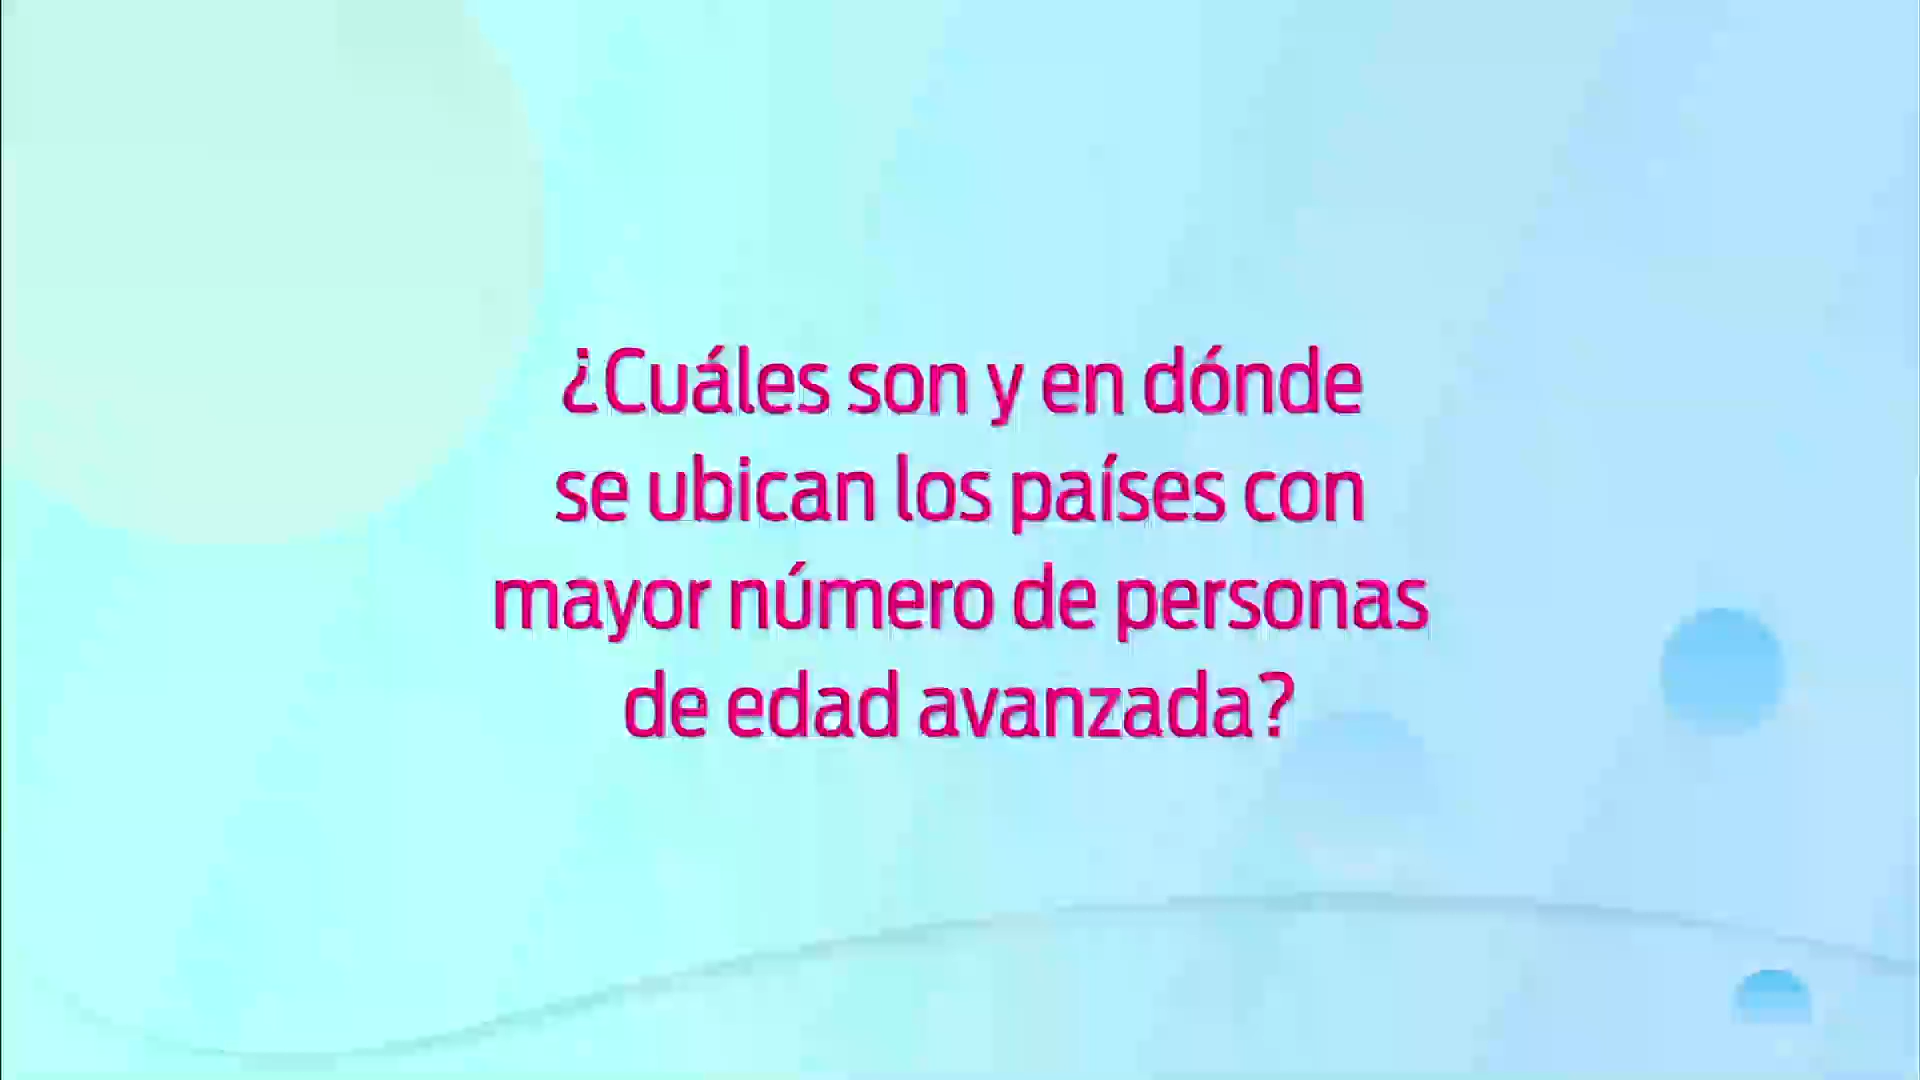 ¿Cuáles son y en dónde
se ubican los países con
mayor número de personas
de edad avanzada?